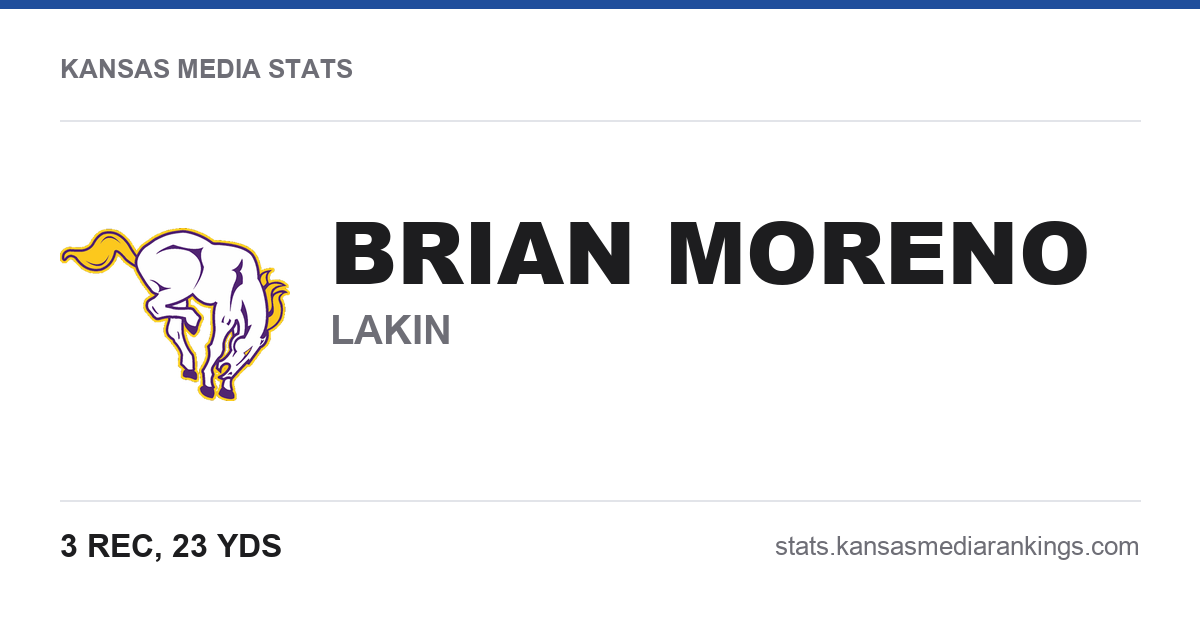 KANSAS MEDIA STATS
BRIAN MORENO
LAKIN
3 REC, 23 YDS
stats.kansasmediarankings.com